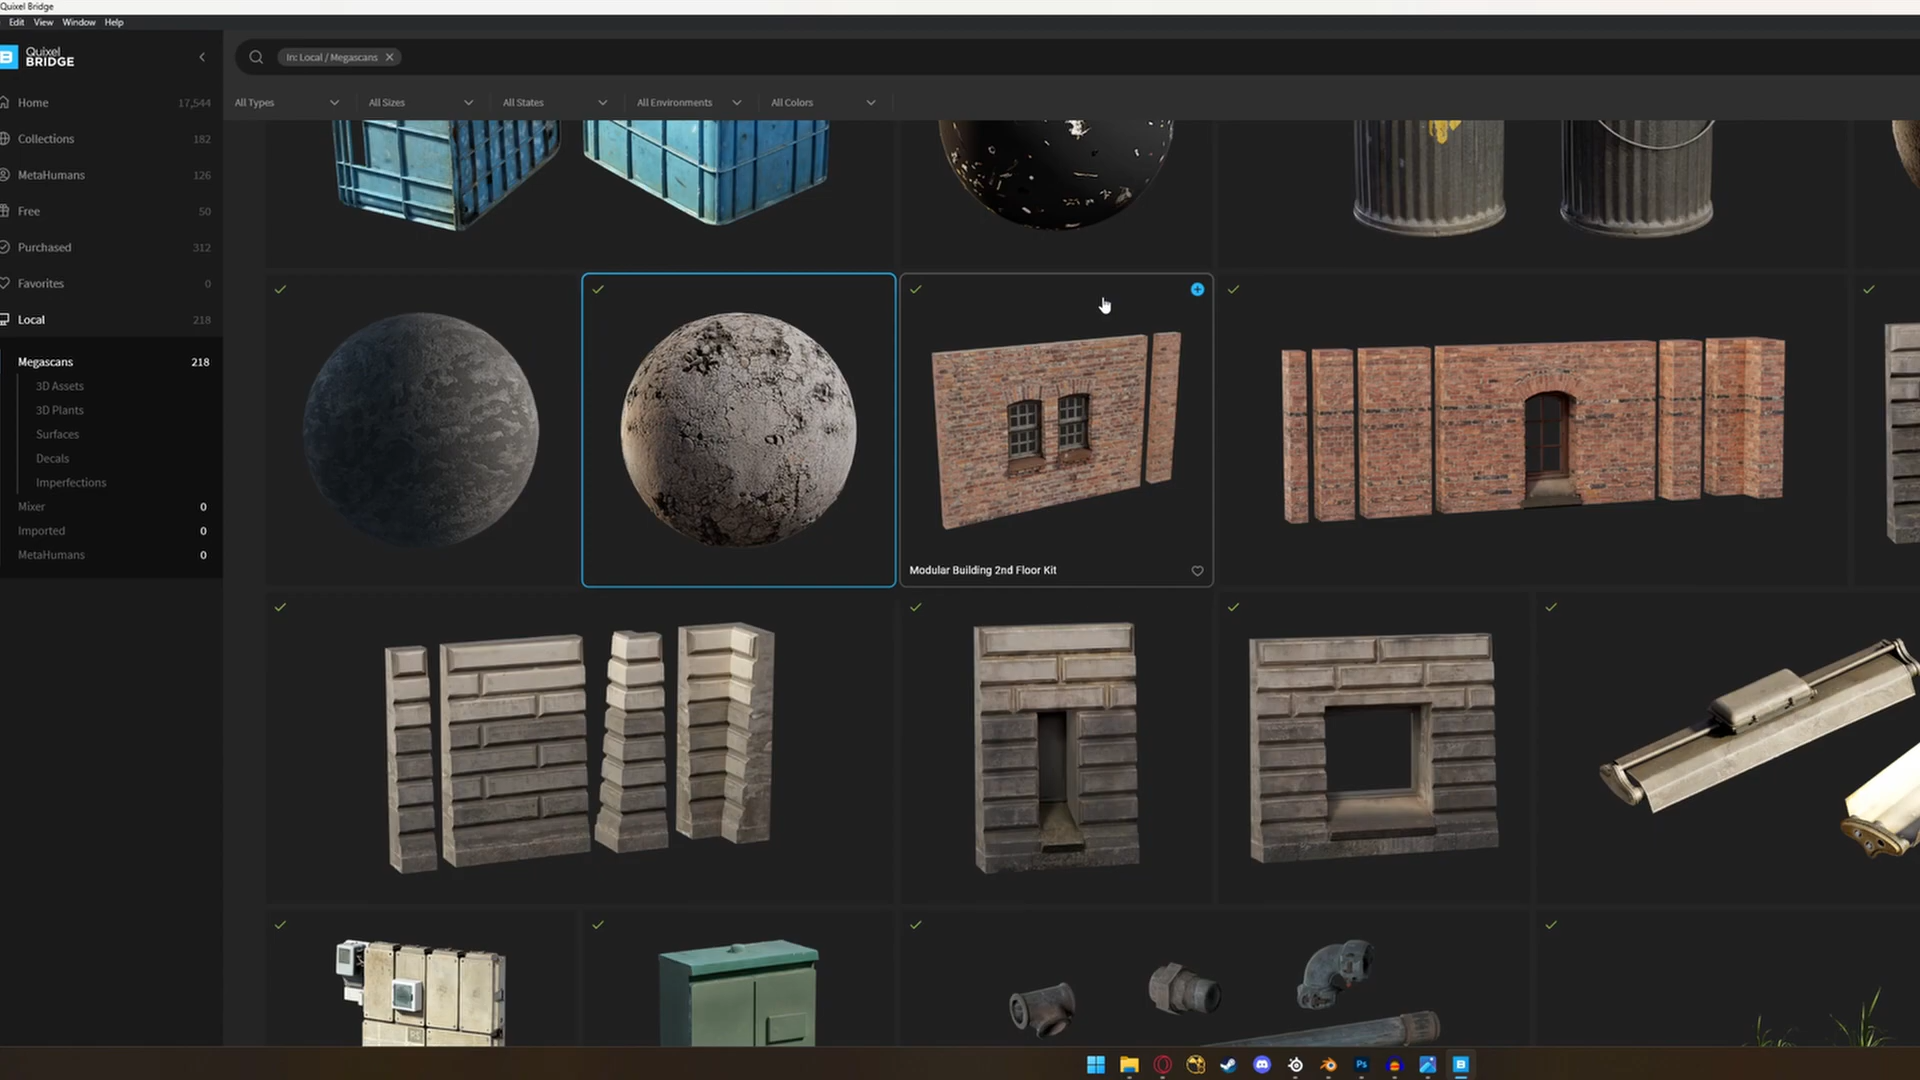 Quixel Bridge
Edit View Window Help
Quixel
BRIDGE
In: Local / Megascans
All Types
All Sizes
All States
All Environments
All Colors
Home 17,544
Collections 182
MetaHumans 126
Free 50
Purchased 312
Favorites 0
Local 218
Megascans 218
3D Assets
3D Plants
Surfaces
Decals
Imperfections
Mixer 0
Imported 0
MetaHumans 0
Modular Building 2nd Floor Kit
Ps
B